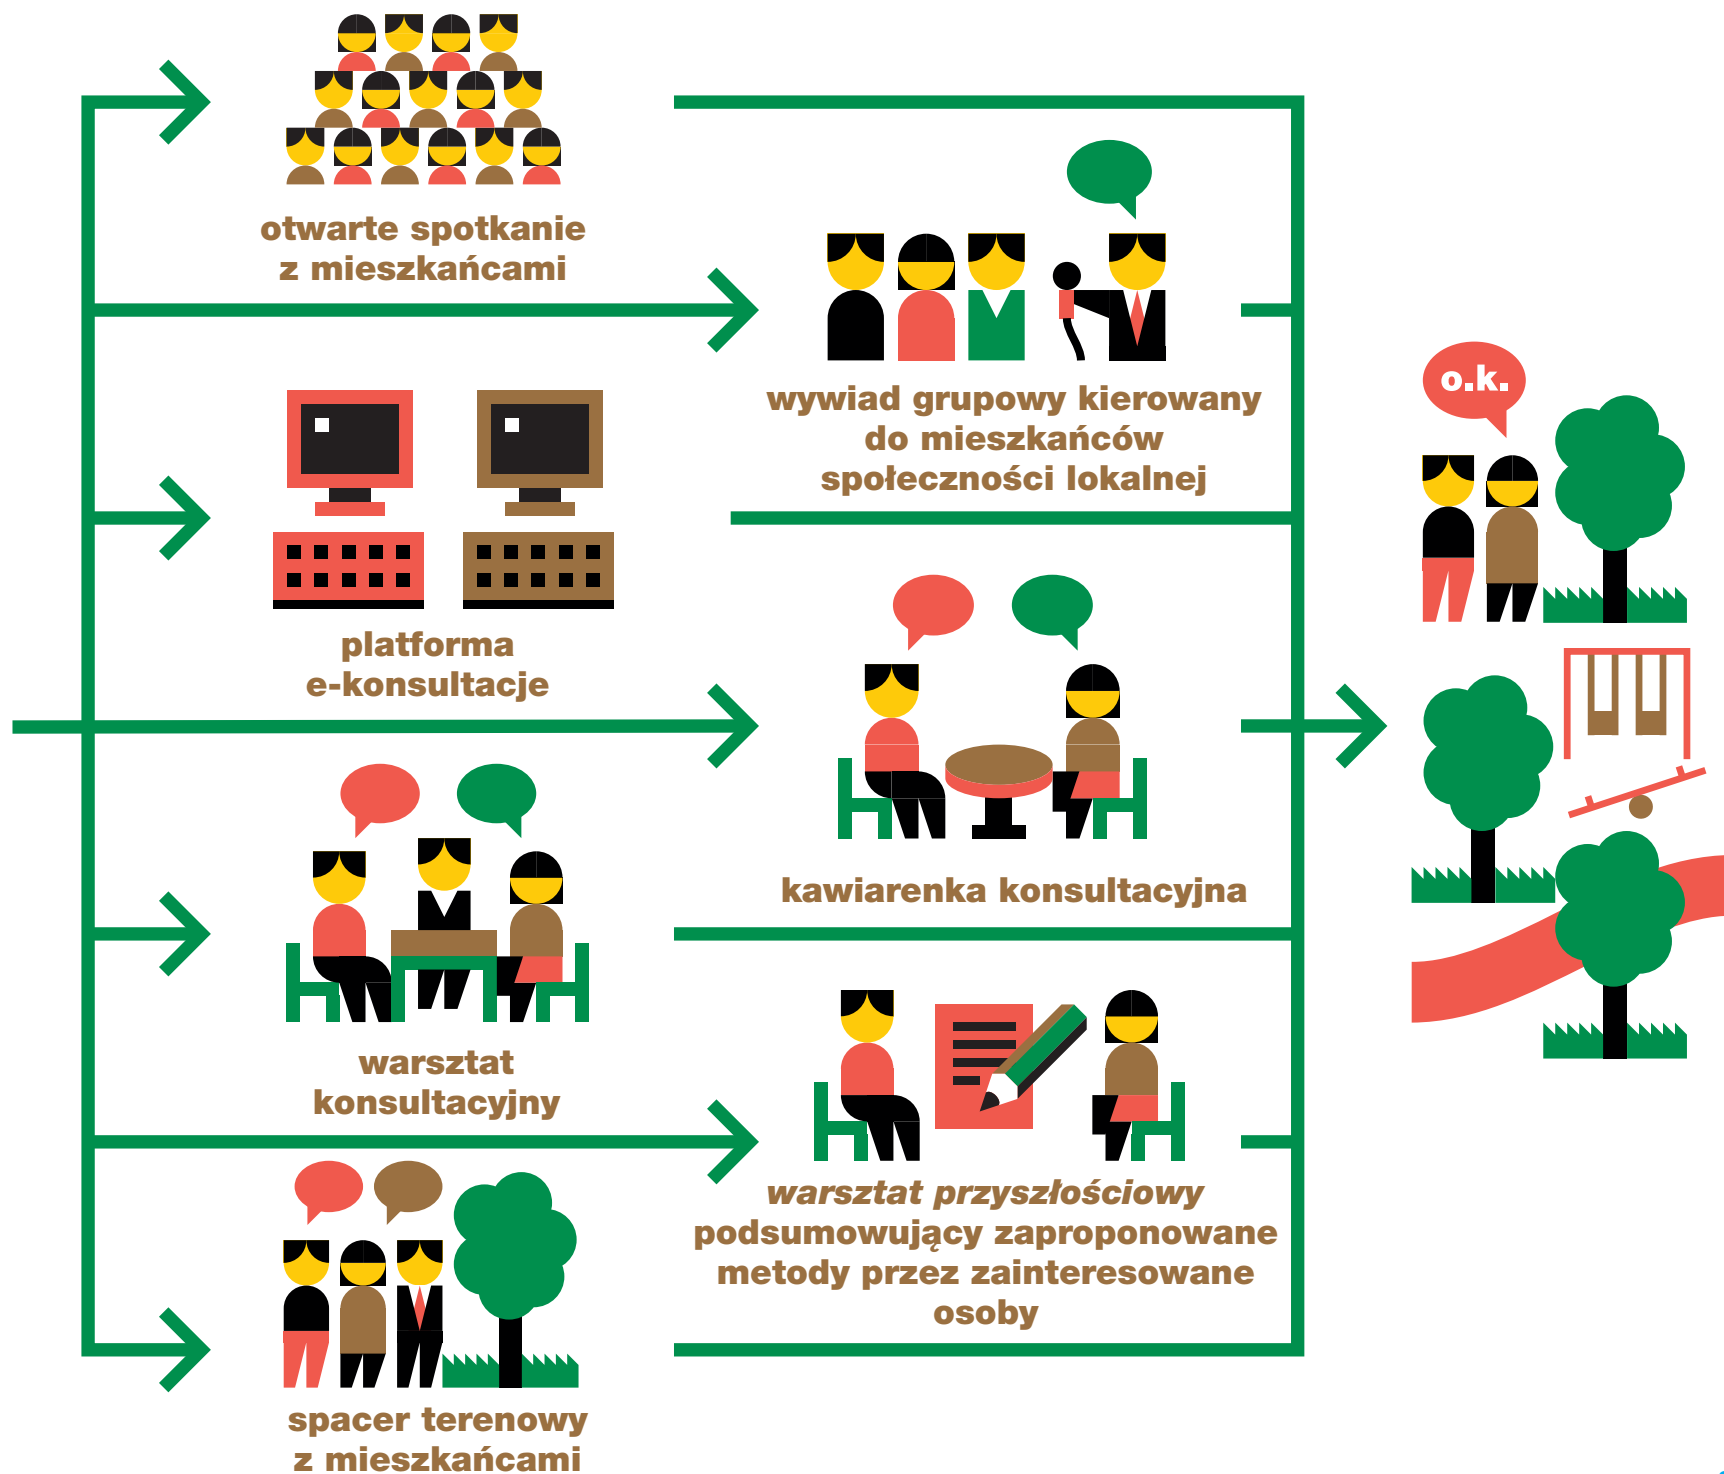 otwarte spotkanie
z mieszkańcami
wywiad grupowy kierowany
do mieszkańców
społeczności lokalnej
o.k.
platforma
e-konsultacje
kawiarenka konsultacyjna
warsztat
konsultacyjny
warsztat przyszłościowy
podsumowujący zaproponowane
metody przez zainteresowane
osoby
spacer terenowy
z mieszkańcami